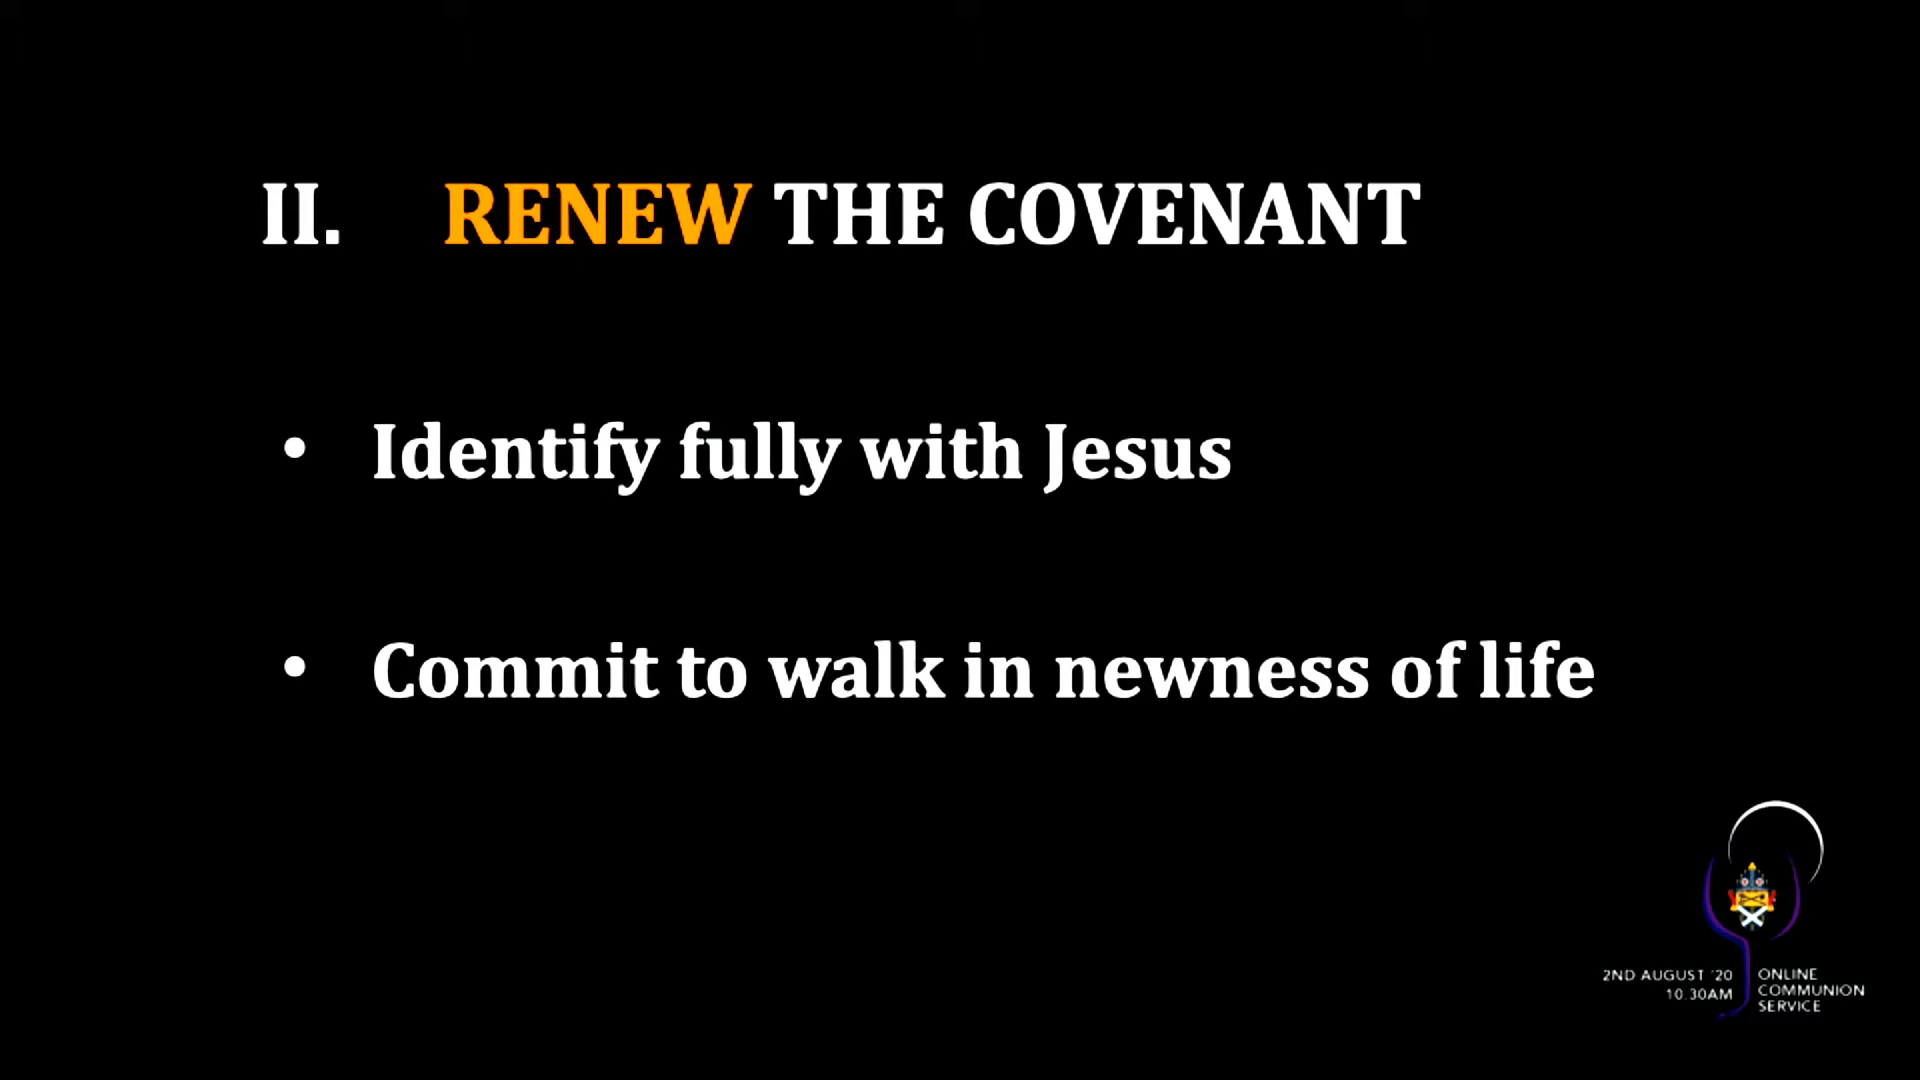 II. RENEW THE COVENANT
• Identify fully with Jesus
• Commit to walk in newness of life
2ND AUGUST '20
10.30AM
ONLINE
COMMUNION
SERVICE